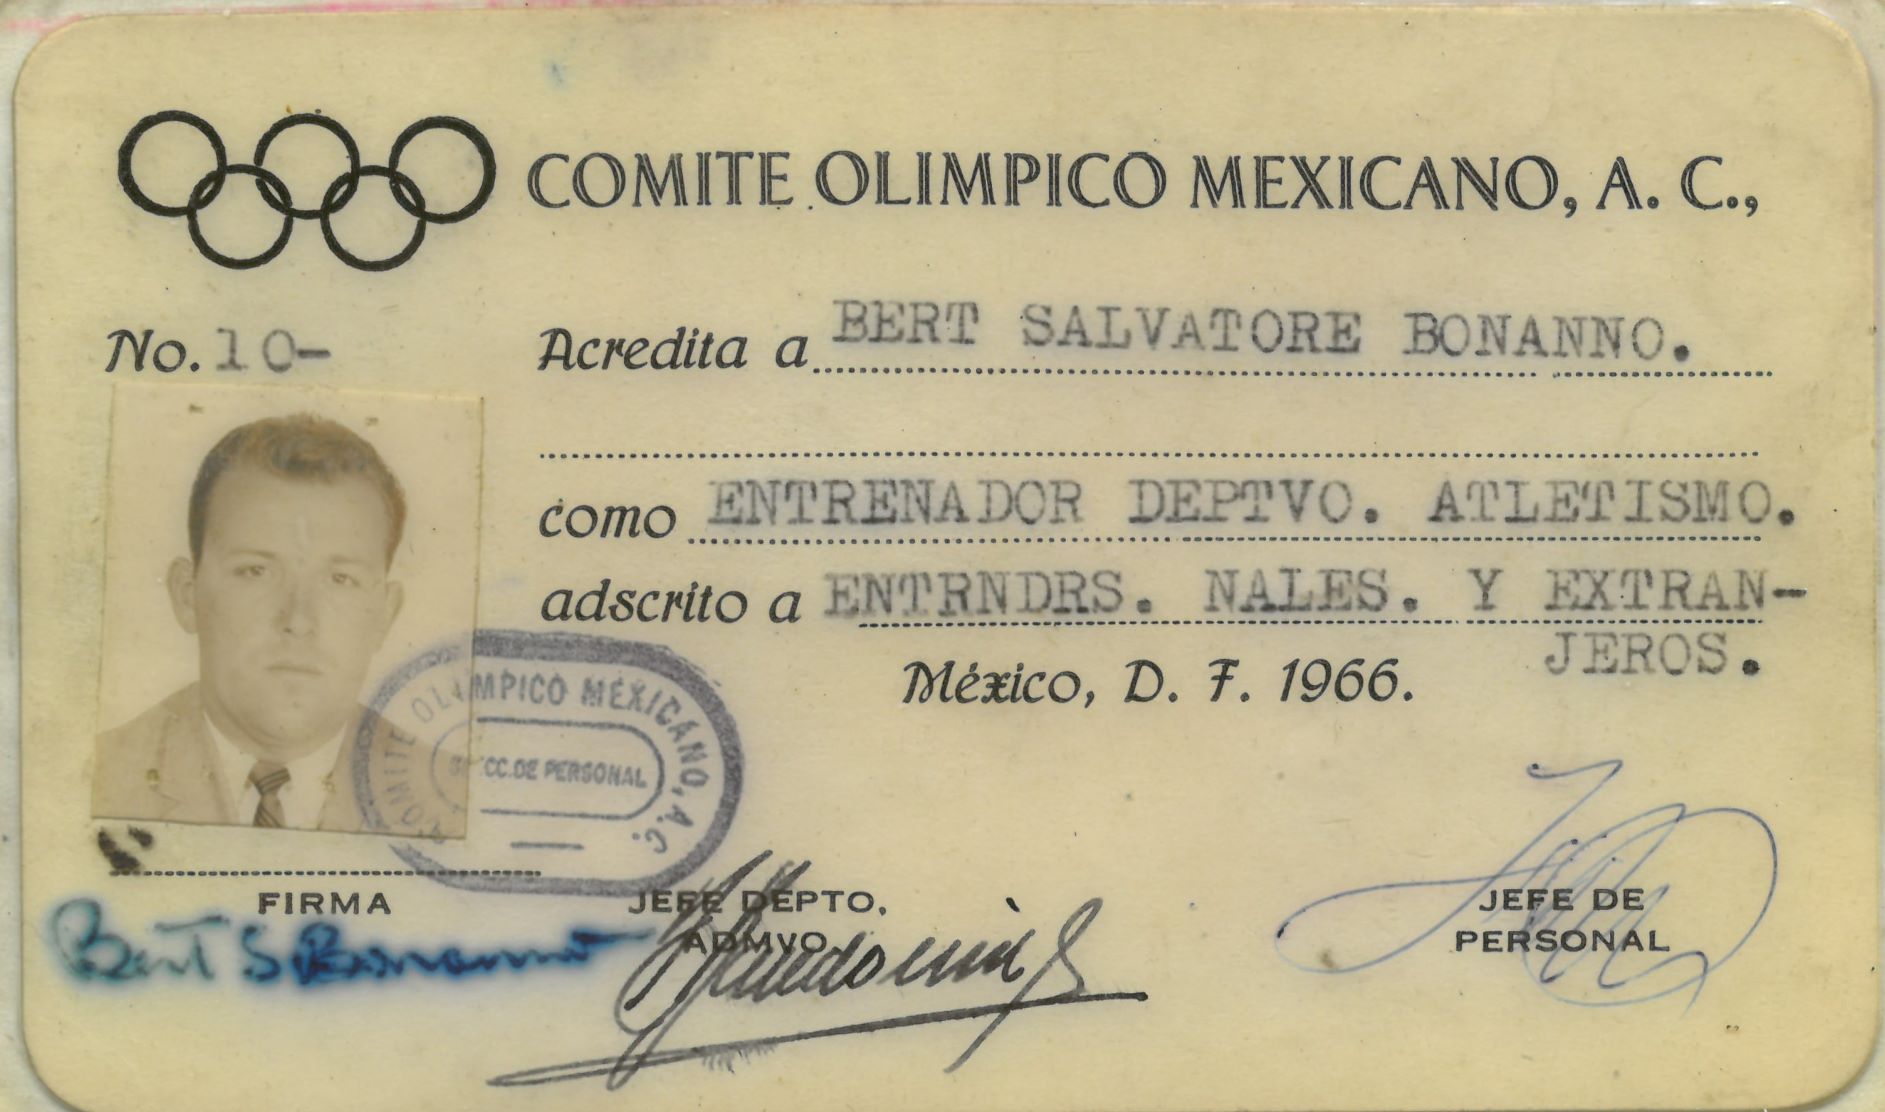 COMITE OLIMPICO MEXICANO, A. C.,
No. 10-
Acredita a BERT SALVATORE BONANNO.
como ENTRENADOR DEPTVO. ATLETISMO.
adscrito a ENTRNDRS. NALES. Y EXTRAN-
JEROS.
México, D. F. 1966.
COMITE OLIMPICO MEXICANO, A.C.
DE PERSONAL
FIRMA
Bert S Bonanno
JEFE DEPTO.
ADMVO.
JEFE DE
PERSONAL